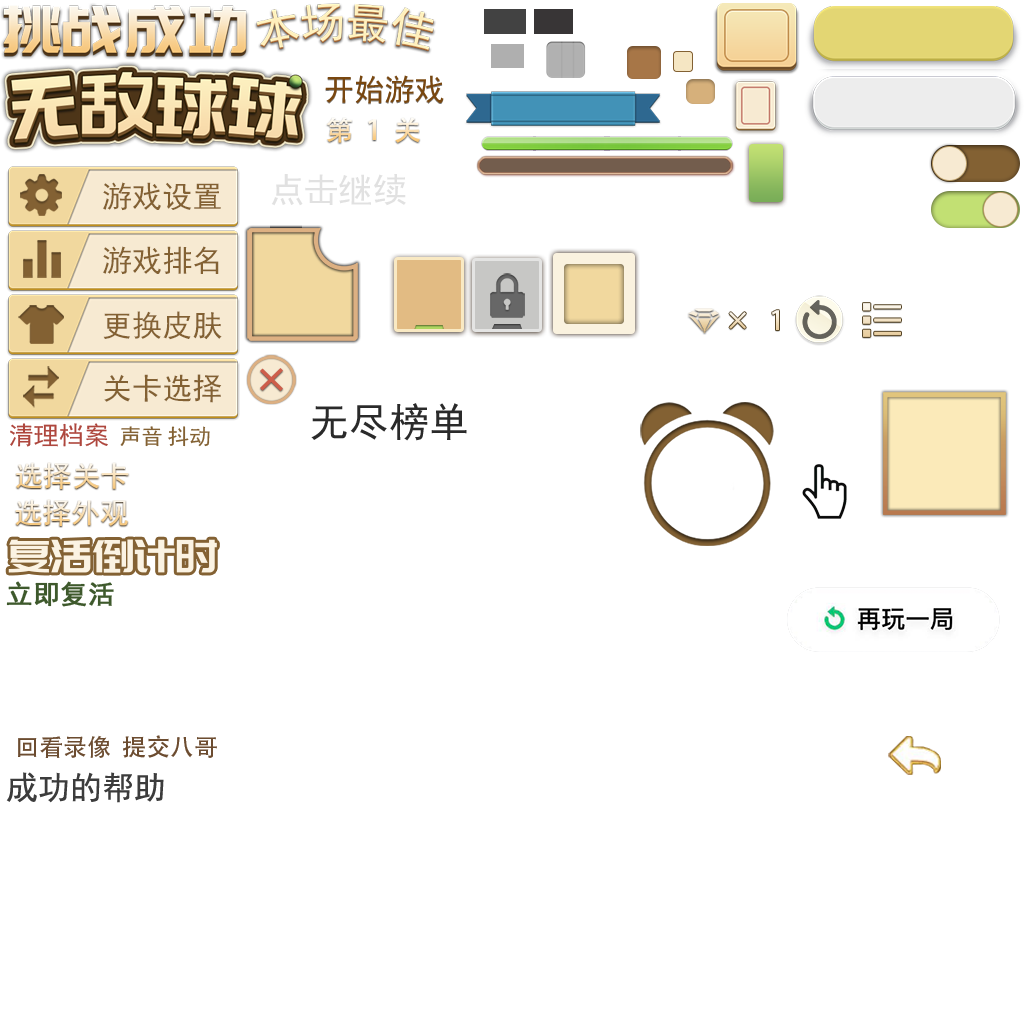 挑战成功
本场最佳
无敌球球
开始游戏
第 1 关
游戏设置
点击继续
游戏排名
更换皮肤
× 1
关卡选择
无尽榜单
清理档案 声音 抖动
选择关卡
选择外观
复活倒计时
立即复活
再玩一局
回看录像 提交八哥
成功的帮助